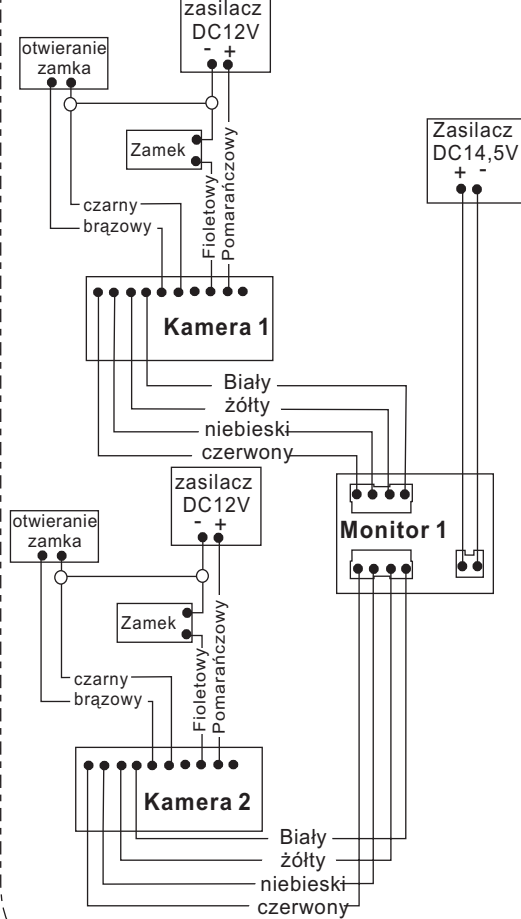 zasilacz
DC12V
- +
otwieranie
zamka
Zamek
Fioletowy
Pomarańczowy
czarny
brązowy
Kamera 1
Zasilacz
DC14,5V
+ -
Biały
żółty
niebieski
czerwony
Monitor 1
zasilacz
DC12V
- +
otwieranie
zamka
Zamek
Fioletowy
Pomarańczowy
czarny
brązowy
Kamera 2
Biały
żółty
niebieski
czerwony